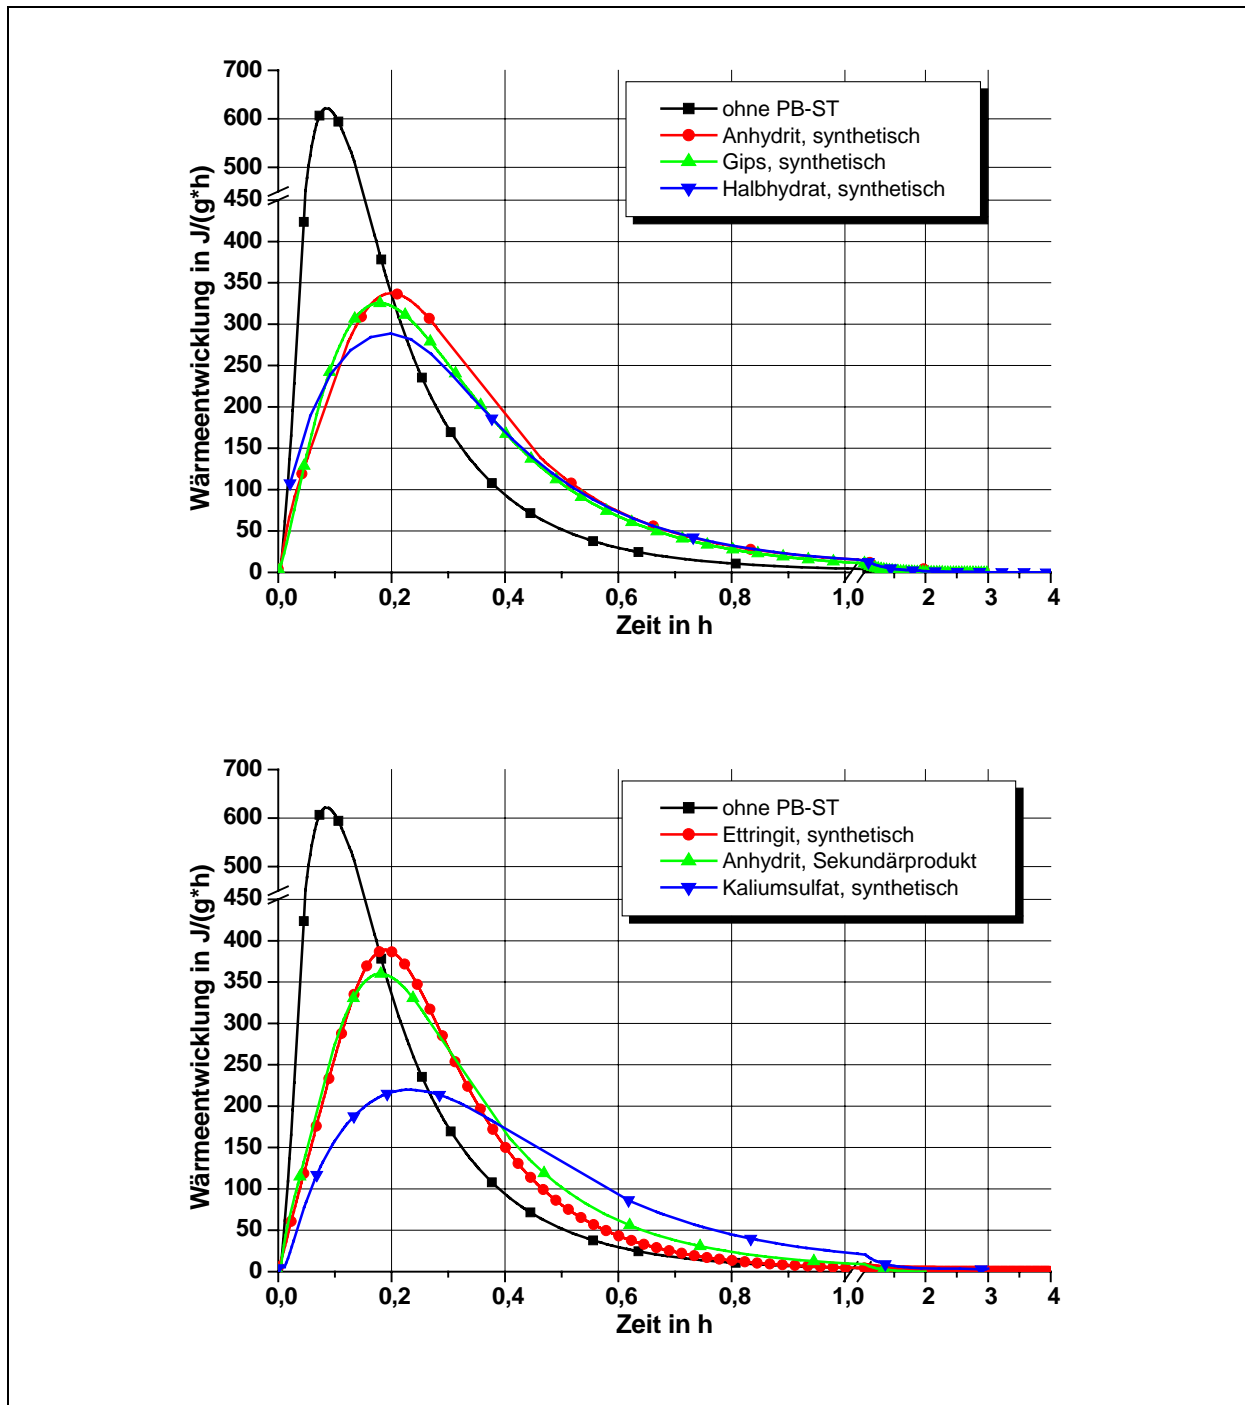 700
600
500
450
400
350
300
250
200
150
100
50
0
Wärmeentwicklung in J/(g*h)
ohne PB-ST
Anhydrit, synthetisch
Gips, synthetisch
Halbhydrat, synthetisch
0,0 0,2 0,4 0,6 0,8 1,0 2 3 4
Zeit in h
700
600
500
450
400
350
300
250
200
150
100
50
0
Wärmeentwicklung in J/(g*h)
ohne PB-ST
Ettringit, synthetisch
Anhydrit, Sekundärprodukt
Kaliumsulfat, synthetisch
0,0 0,2 0,4 0,6 0,8 1,0 2 3 4
Zeit in h